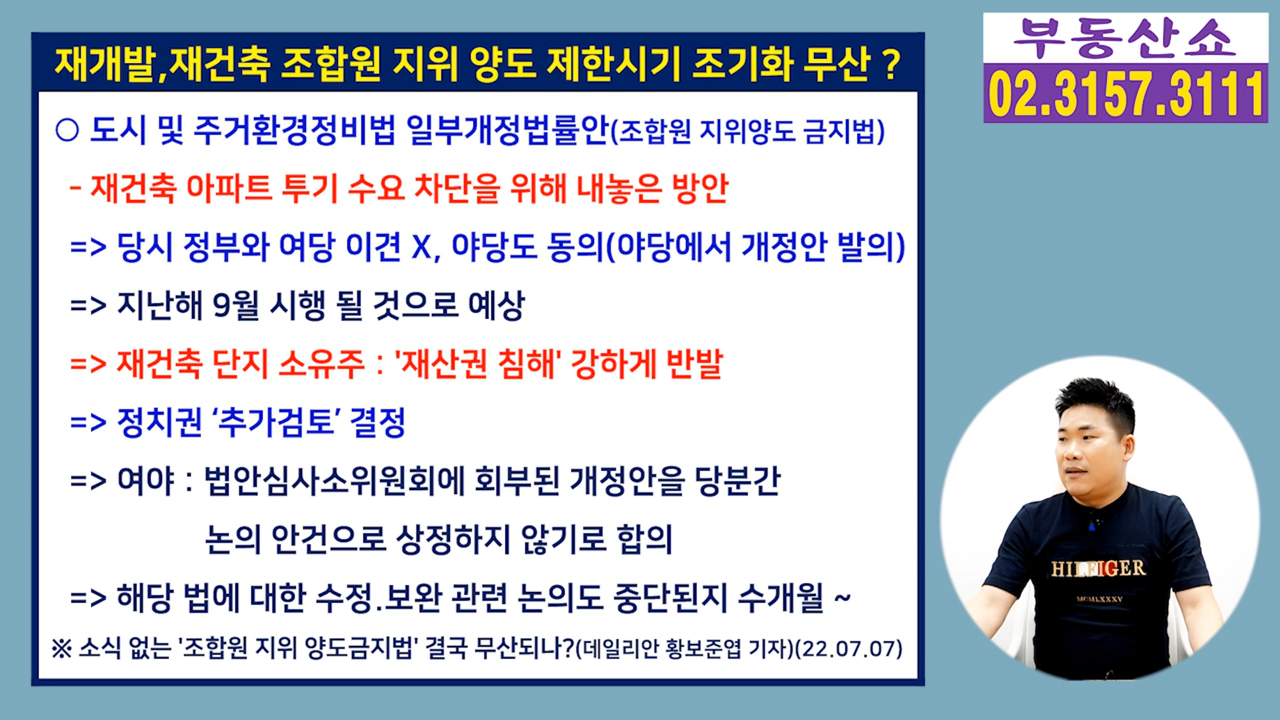 재개발,재건축 조합원 지위 양도 제한시기 조기화 무산 ?
부동산쇼
02.3157.3111
○ 도시 및 주거환경정비법 일부개정법률안(조합원 지위양도 금지법)
- 재건축 아파트 투기 수요 차단을 위해 내놓은 방안
=> 당시 정부와 여당 이견 X, 야당도 동의(야당에서 개정안 발의)
=> 지난해 9월 시행 될 것으로 예상
=> 재건축 단지 소유주 : '재산권 침해' 강하게 반발
=> 정치권 ‘추가검토’ 결정
=> 여야 : 법안심사소위원회에 회부된 개정안을 당분간
논의 안건으로 상정하지 않기로 합의
=> 해당 법에 대한 수정.보완 관련 논의도 중단된지 수개월 ~
※ 소식 없는 '조합원 지위 양도금지법' 결국 무산되나?(데일리안 황보준엽 기자)(22.07.07)
HILFIGER
MCMLXXXV